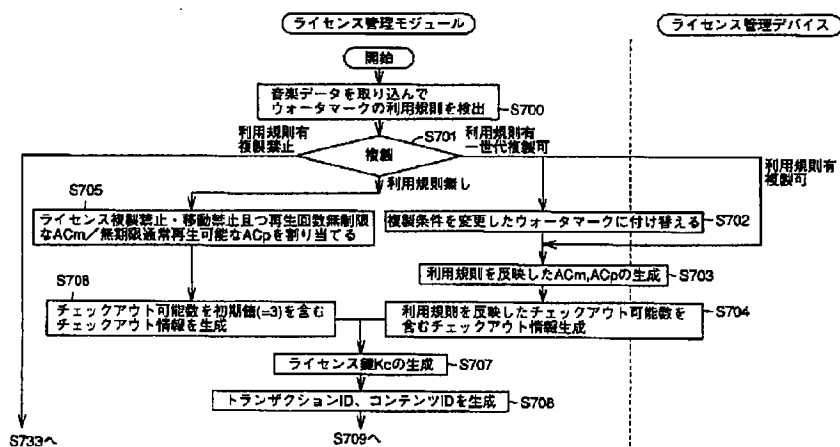 ライセンス管理モジュール
ライセンス管理デバイス
開始
音楽データを取り込んで
ウォータマークの利用規則を検出
S700
S701
複製
利用規則有
複製禁止
利用規則有
一世代複製可
利用規則有
複製可
利用規則無し
S705
ライセンス複製禁止・移動禁止且つ再生回数無制限
なACm/無期限通常再生可能なACpを割り当てる
複製条件を変更したウォータマークに付け替える
S702
利用規則を反映したACm,ACpの生成
S703
S706
チェックアウト可能数を初期値(=3)を含む
チェックアウト情報を生成
利用規則を反映したチェックアウト可能数を
含むチェックアウト情報生成
S704
ライセンス鍵Kcの生成
S707
トランザクションID、コンテンツIDを生成
S708
S733へ
S709へ